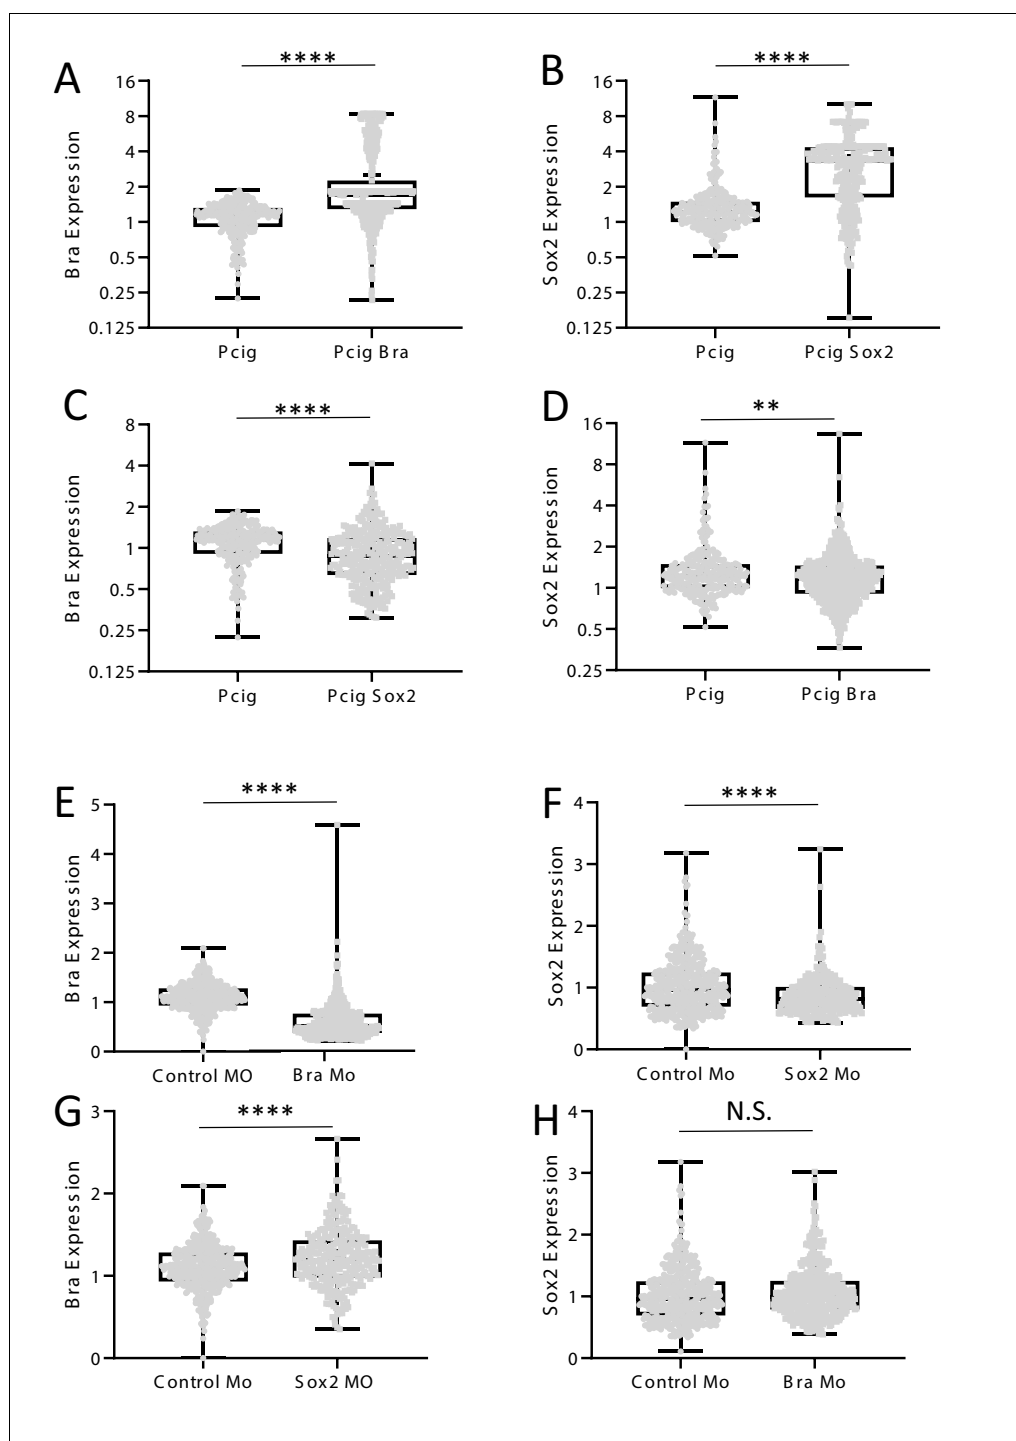 A
****
Bra Expression
16
8
4
2
1
0.5
0.25
0.125
Pcig
Pcig Bra
B
****
Sox2 Expression
16
8
4
2
1
0.5
0.25
0.125
Pcig
Pcig Sox2
C
****
Bra Expression
8
4
2
1
0.5
0.25
0.125
Pcig
Pcig Sox2
D
**
Sox2 Expression
16
8
4
2
1
0.5
0.25
Pcig
Pcig Bra
E
****
Bra Expression
5
4
3
2
1
0
Control MO
Bra Mo
F
****
Sox2 Expression
4
3
2
1
0
Control Mo
Sox2 Mo
G
****
Bra Expression
3
2
1
0
Control Mo
Sox2 MO
H
N.S.
Sox2 Expression
4
3
2
1
0
Control Mo
Bra Mo